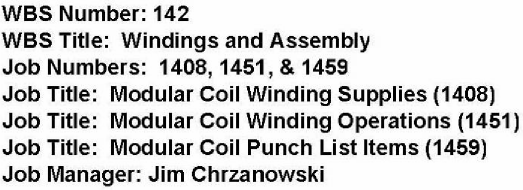 WBS Number: 142
WBS Title:  Windings and Assembly
Job Numbers:  1408, 1451, & 1459
Job Title:  Modular Coil Winding Supplies (1408)
Job Title:  Modular Coil Winding Operations (1451)
Job Title:  Modular Coil Punch List Items (1459)
Job Manager: Jim Chrzanowski